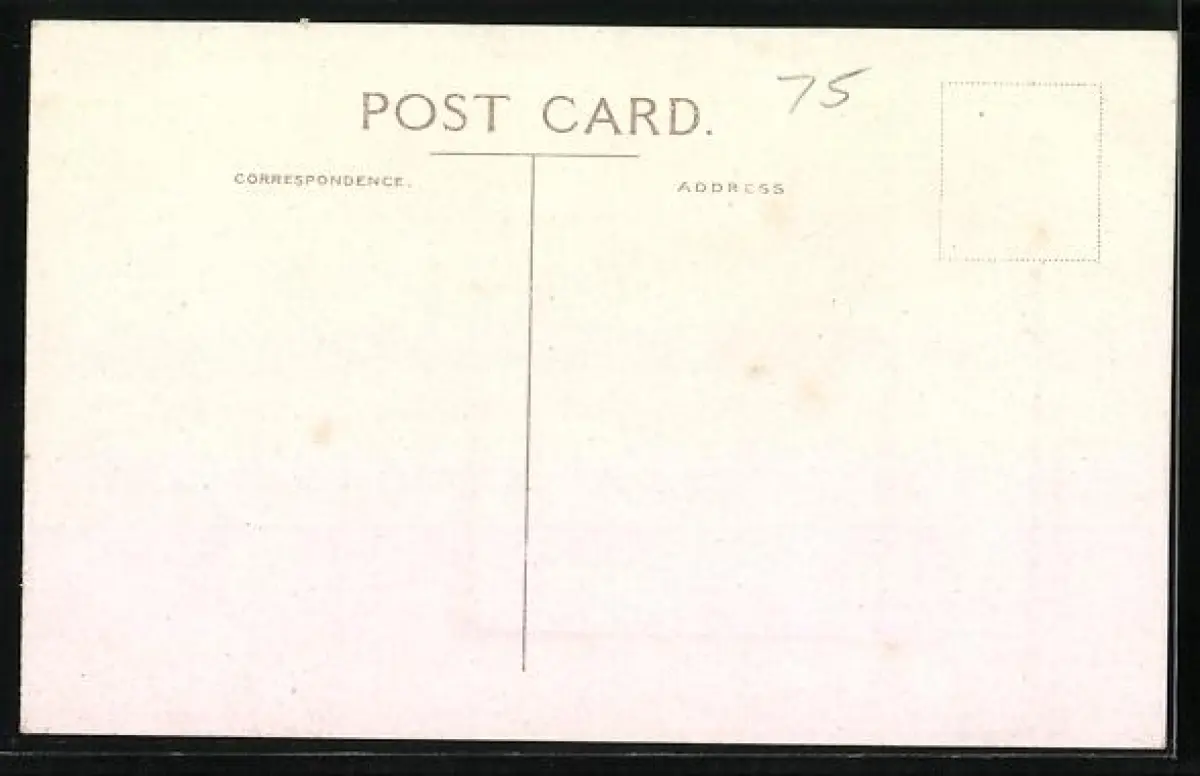 POST CARD.
75
CORRESPONDENCE.
ADDRESS